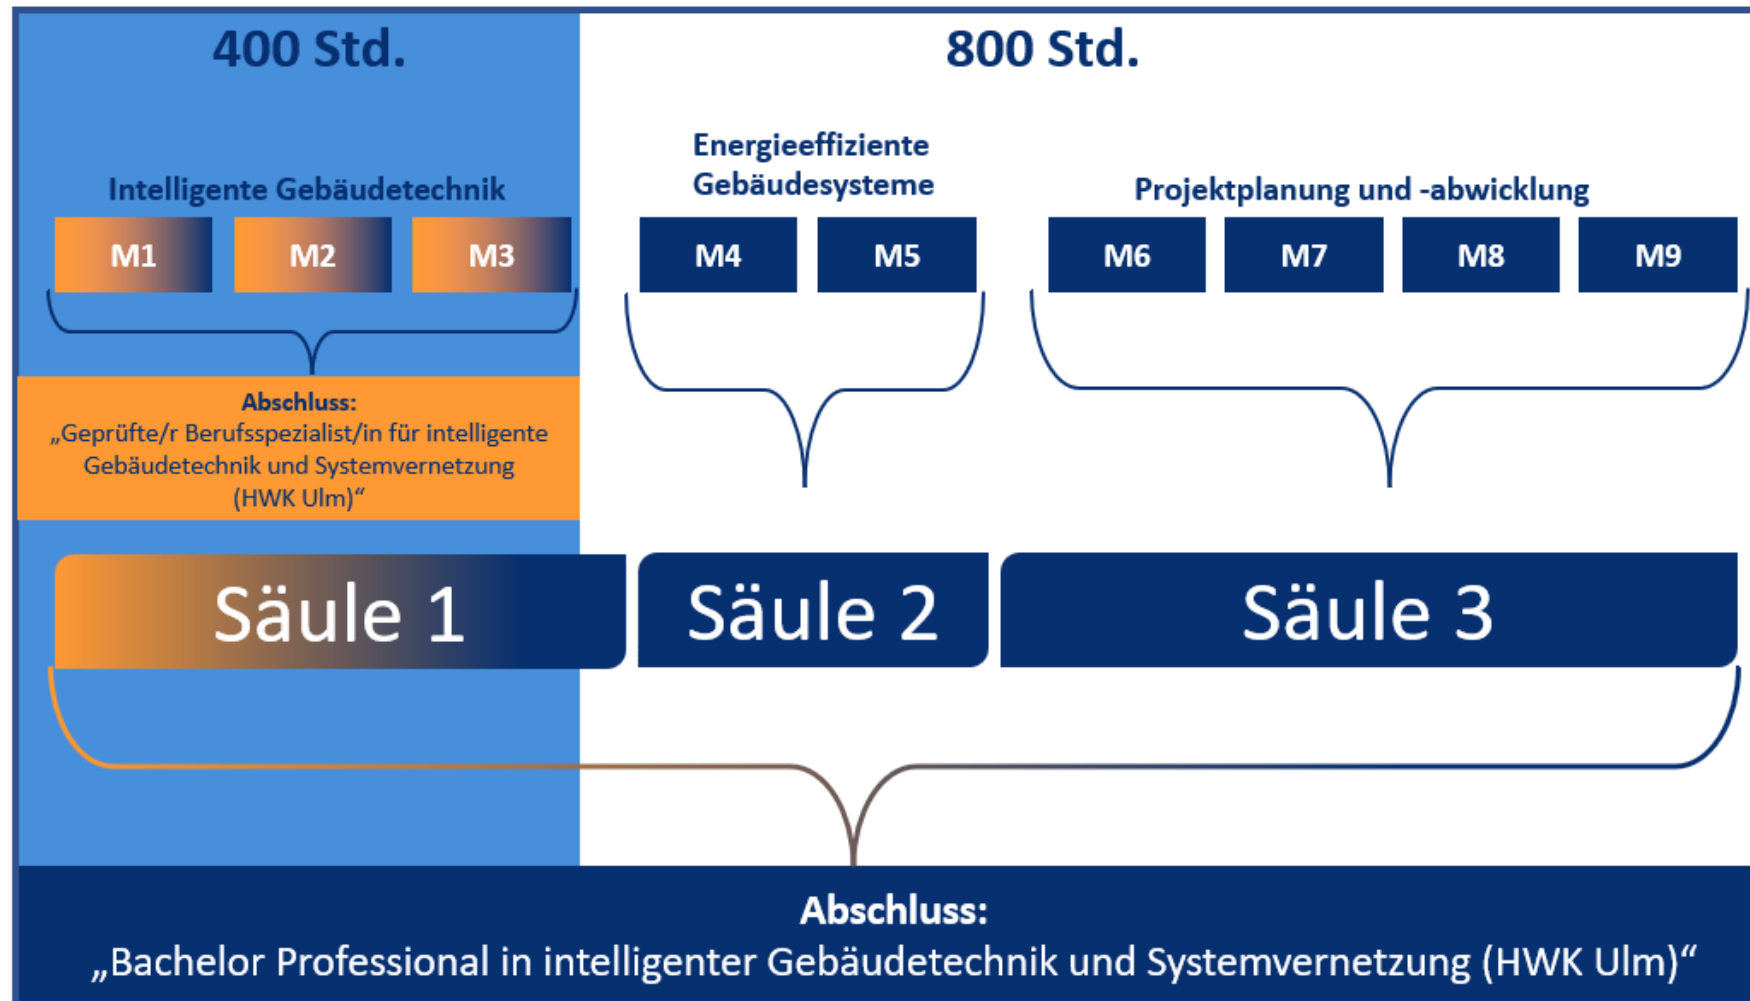 400 Std.
800 Std.
Intelligente Gebäudetechnik
Energieeffiziente
Gebäudesysteme
Projektplanung und -abwicklung
M1
M2
M3
M4
M5
M6
M7
M8
M9
Abschluss:
„Geprüfte/r Berufsspezialist/in für intelligente
Gebäudetechnik und Systemvernetzung
(HWK Ulm)“
Säule 1
Säule 2
Säule 3
Abschluss:
„Bachelor Professional in intelligenter Gebäudetechnik und Systemvernetzung (HWK Ulm)“